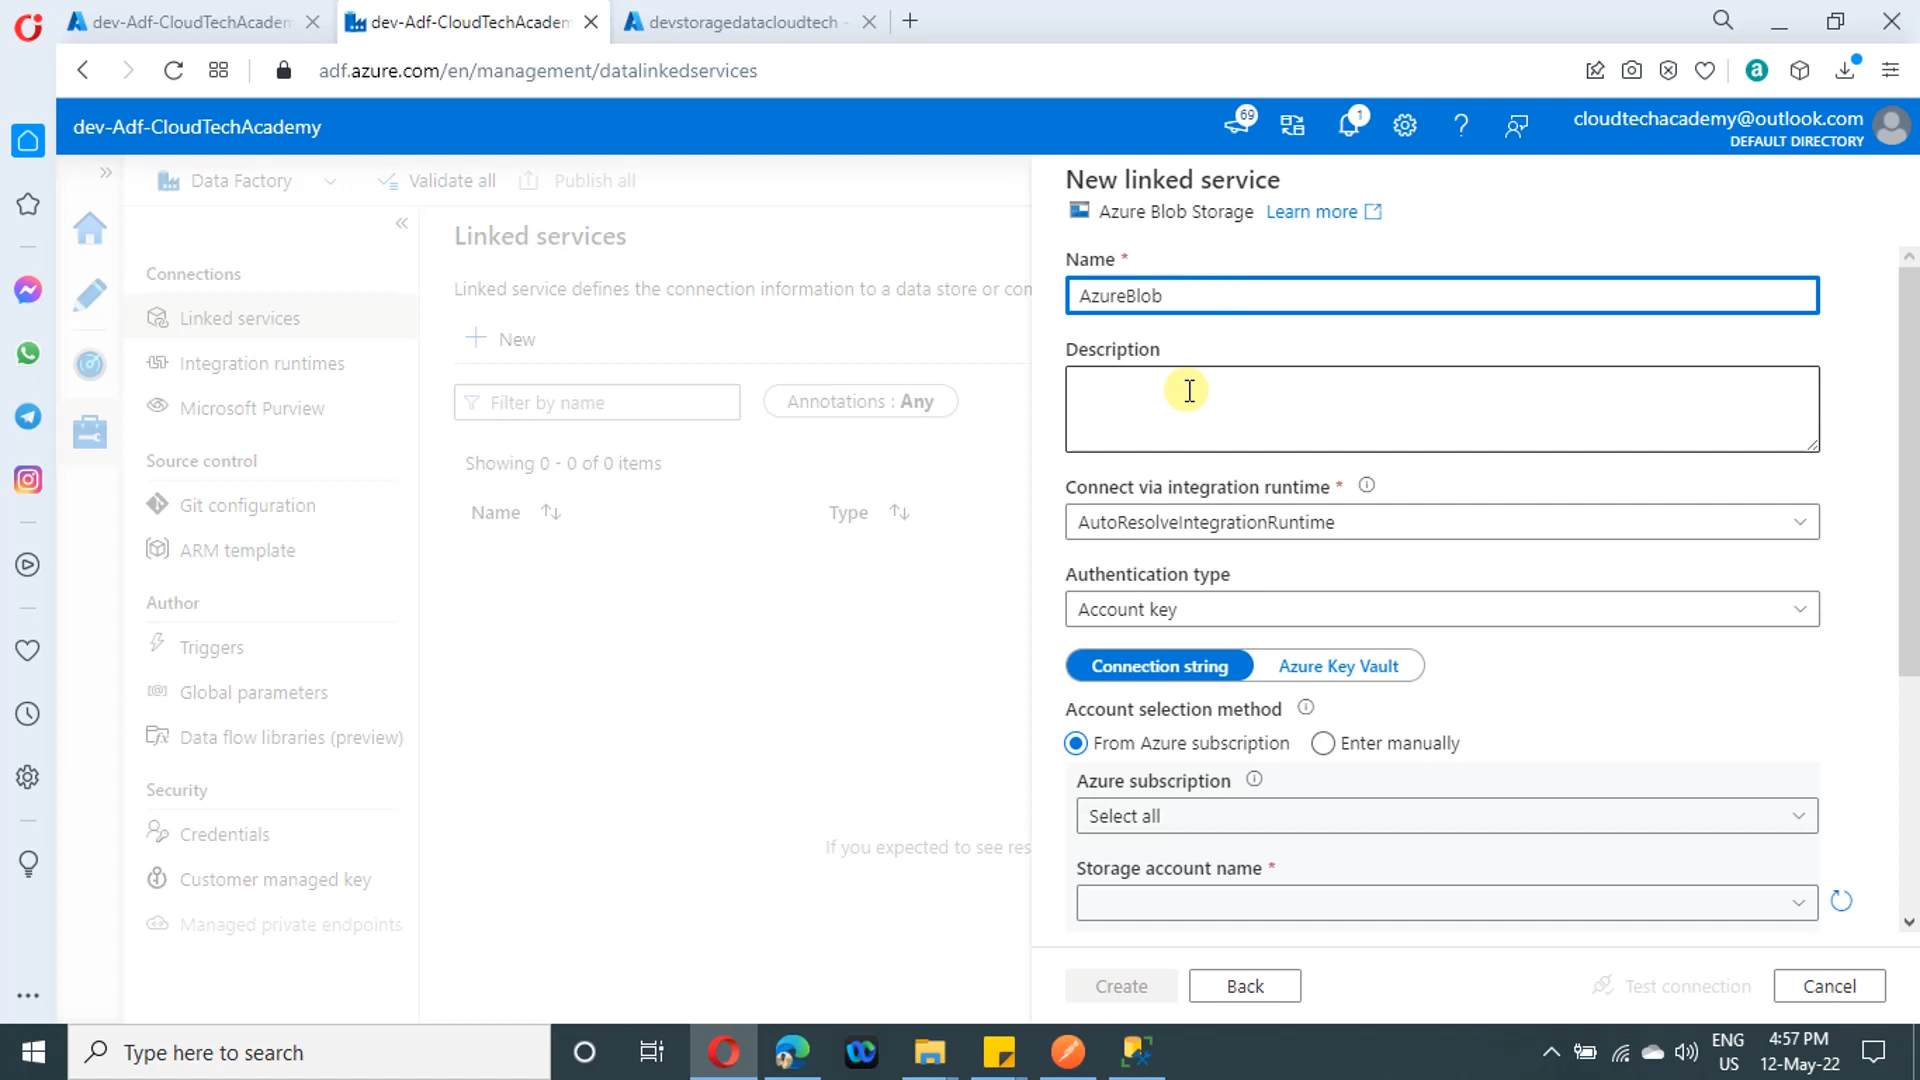 dev-Adf-CloudTechAcadem
dev-Adf-CloudTechAcadem
devstoragedatacloudtech -
adf.azure.com/en/management/datalinkedservices
dev-Adf-CloudTechAcademy
69
1
cloudtechacademy@outlook.com
DEFAULT DIRECTORY
Data Factory
Validate all
Publish all
Connections
Linked services
Integration runtimes
Microsoft Purview
Source control
Git configuration
ARM template
Author
Triggers
Global parameters
Data flow libraries (preview)
Security
Credentials
Customer managed key
Managed private endpoints
Linked services
Linked service defines the connection information to a data store or con
New
Filter by name
Annotations : Any
Showing 0 - 0 of 0 items
Name
Type
If you expected to see res
New linked service
Azure Blob Storage Learn more
Name *
AzureBlob
Description
Connect via integration runtime *
AutoResolveIntegrationRuntime
Authentication type
Account key
Connection string
Azure Key Vault
Account selection method
From Azure subscription
Enter manually
Azure subscription
Select all
Storage account name *
Create
Back
Test connection
Cancel
Type here to search
ENG
US
4:57 PM
12-May-22